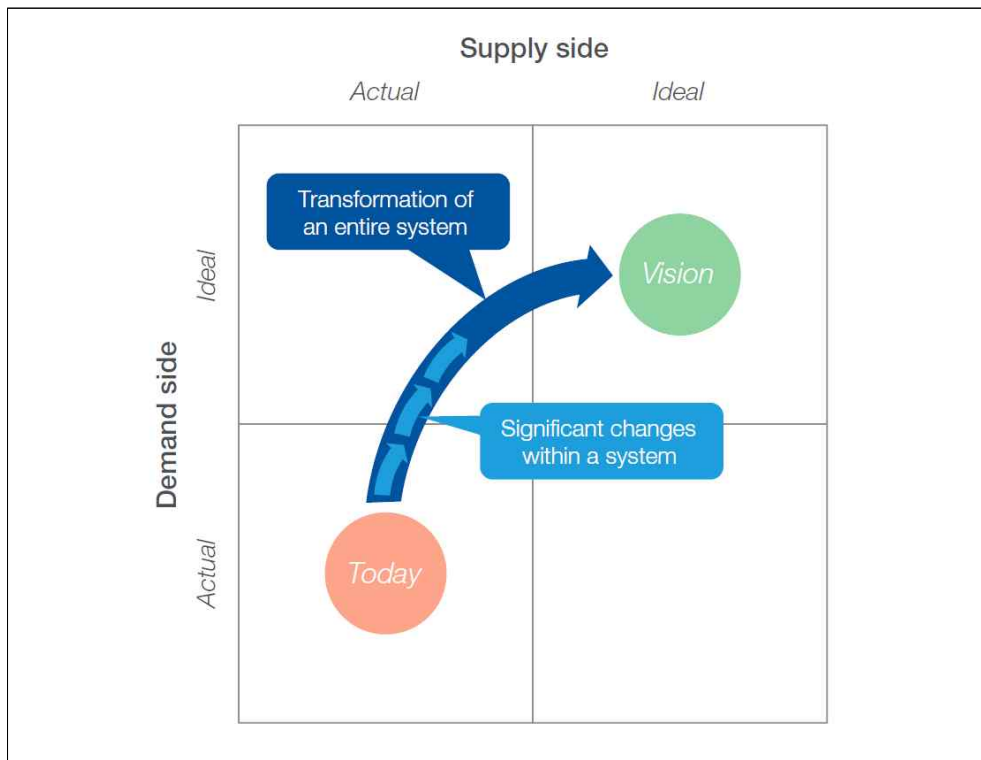 Supply side
Actual
Ideal
Transformation of
an entire system
Ideal
Vision
Demand side
Significant changes
within a system
Actual
Today